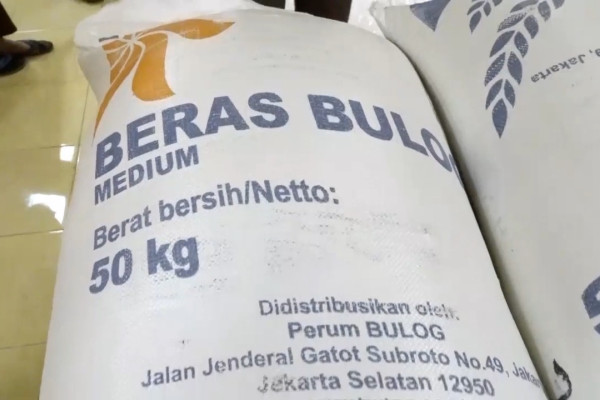 BERAS BULOG
MEDIUM
Berat bersih/Netto:
50 kg
Didistribusikan oleh:
Perum BULOG
Jalan Jenderal Gatot Subroto No.49,
Jakarta Selatan 12950
Jakarta